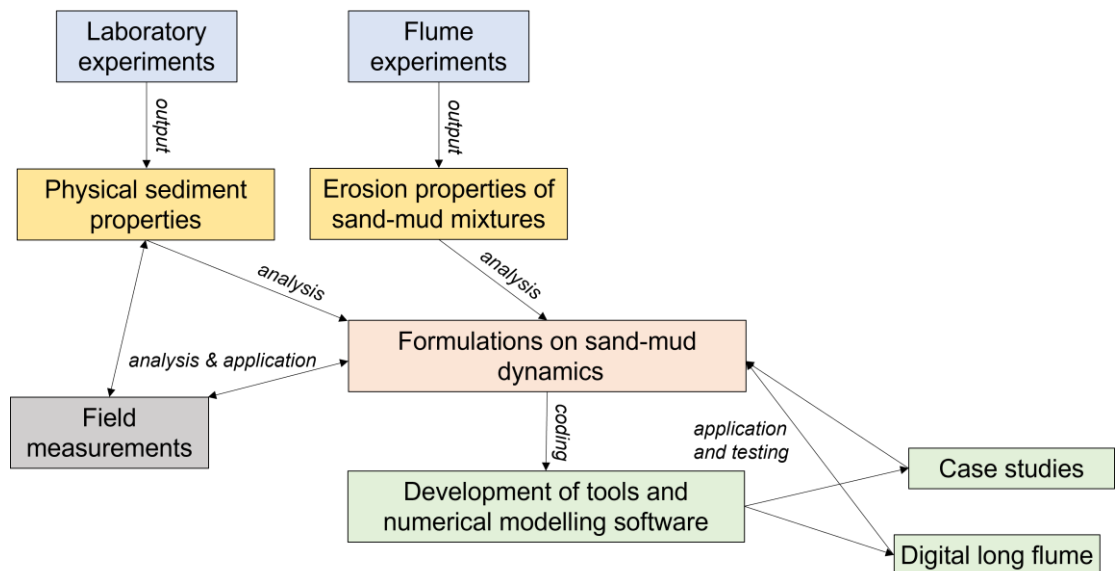 Laboratory
experiments
Flume
experiments
output
output
Physical sediment
properties
Erosion properties of
sand-mud mixtures
analysis
analysis
Formulations on sand-mud
dynamics
analysis & application
Field
measurements
coding
application
and testing
Case studies
Development of tools and
numerical modelling software
Digital long flume